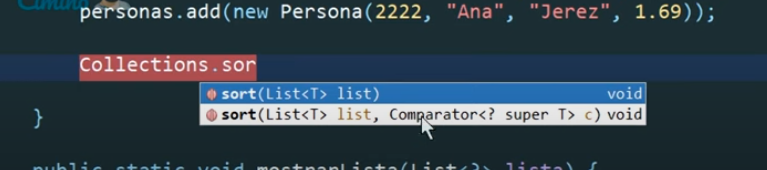 Cimino
personas.add(new Persona(2222, "Ana", "Jerez", 1.69));
Collections.sor
sort(List<T> list) void
sort(List<T> list, Comparator<? super T> c) void
}
public static void mostrarLista(List<?> lista) {